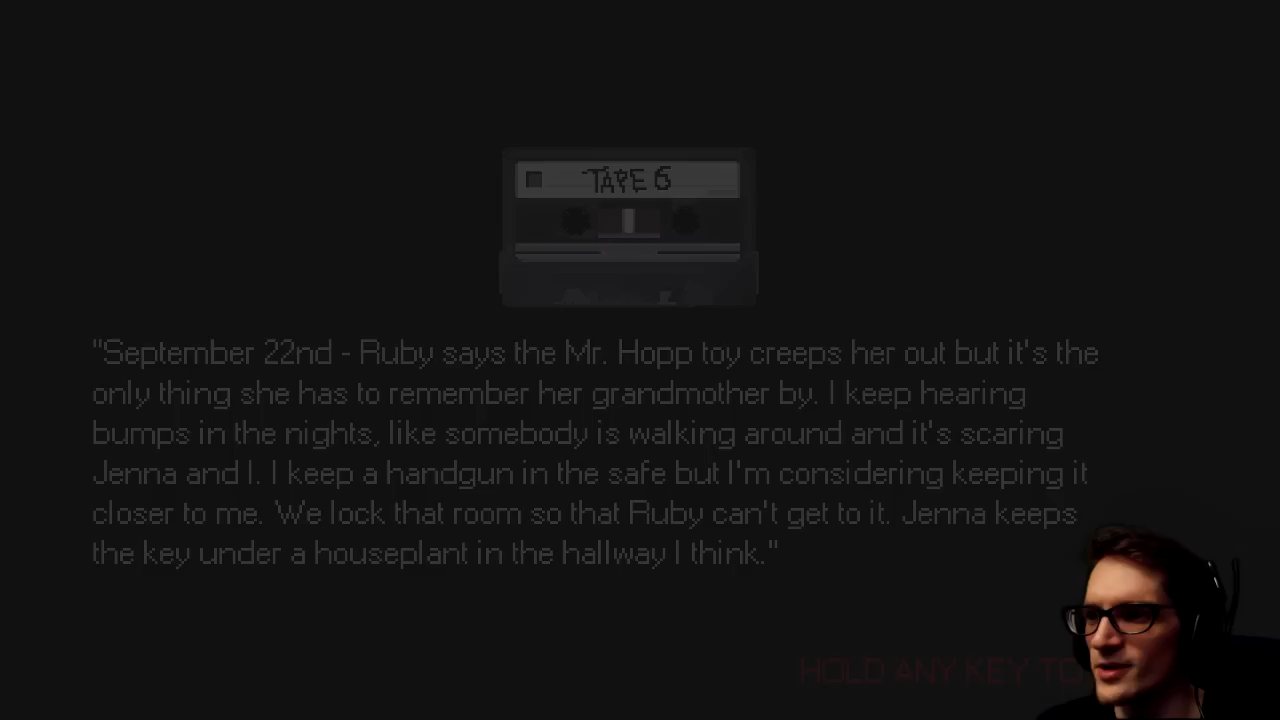 TAPE 6
"September 22nd - Ruby says the Mr. Hopp toy creeps her out but it's the
only thing she has to remember her grandmother by. I keep hearing
bumps in the nights, like somebody is walking around and it's scaring
Jenna and I. I keep a handgun in the safe but I'm considering keeping it
closer to me. We lock that room so that Ruby can't get to it. Jenna keeps
the key under a houseplant in the hallway I think."
HOLD ANY KEY TO